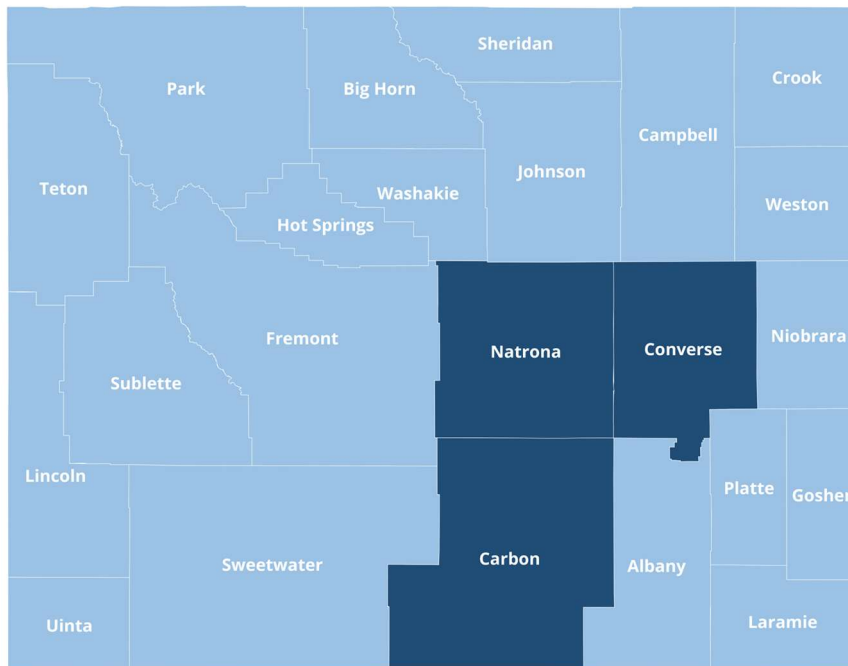 Sheridan
Park
Big Horn
Crook
Campbell
Johnson
Teton
Washakie
Weston
Hot Springs
Fremont
Natrona
Converse
Niobrara
Sublette
Lincoln
Platte
Goshen
Sweetwater
Carbon
Albany
Uinta
Laramie